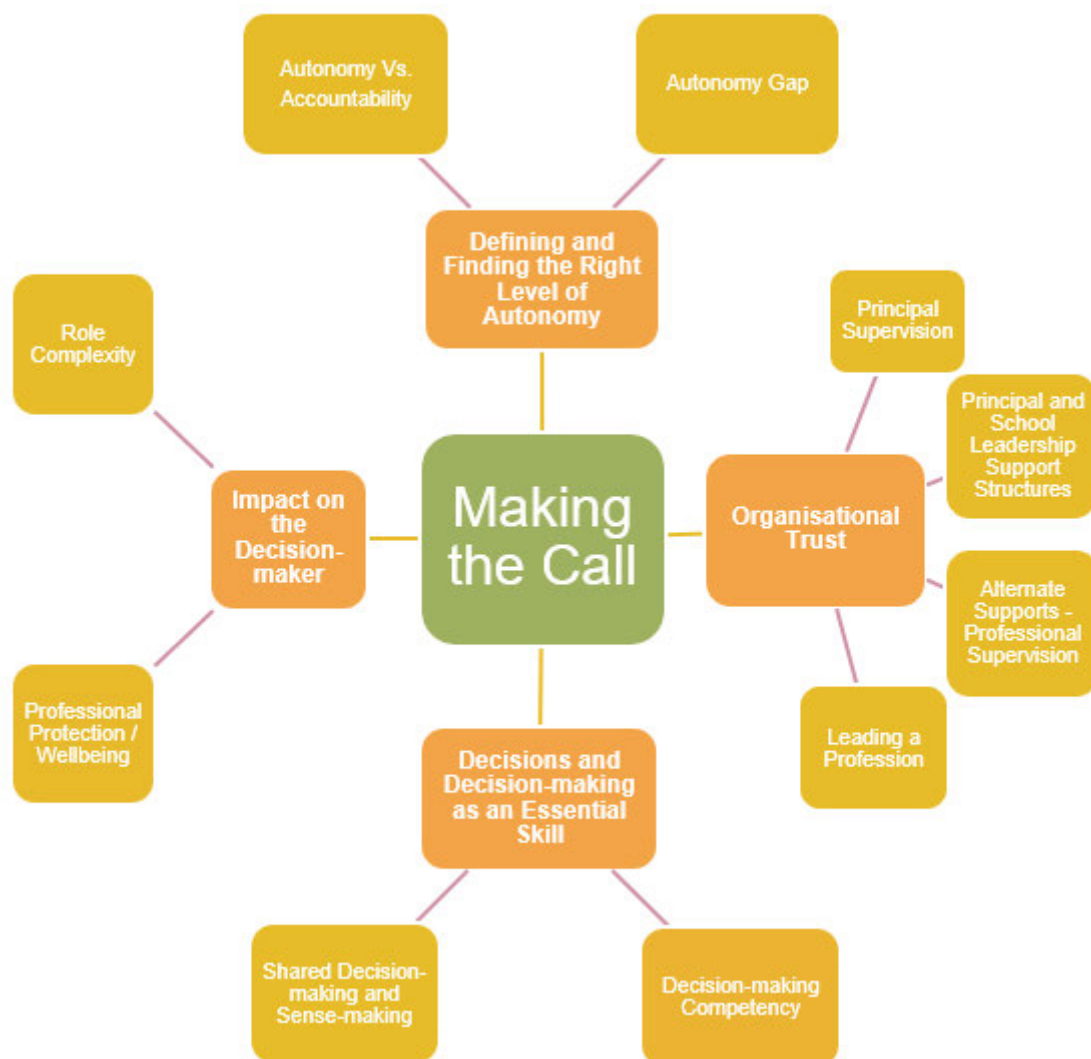 Autonomy Vs.
Accountability
Autonomy Gap
Defining and
Finding the Right
Level of
Autonomy
Role
Complexity
Principal
Supervision
Principal and
School
Leadership
Support
Structures
Impact on
the
Decision-
maker
Making
the Call
Organisational
Trust
Alternate
Supports -
Professional
Supervision
Professional
Protection /
Wellbeing
Leading a
Profession
Decisions and
Decision-making
as an Essential
Skill
Shared Decision-
making and
Sense-making
Decision-making
Competency